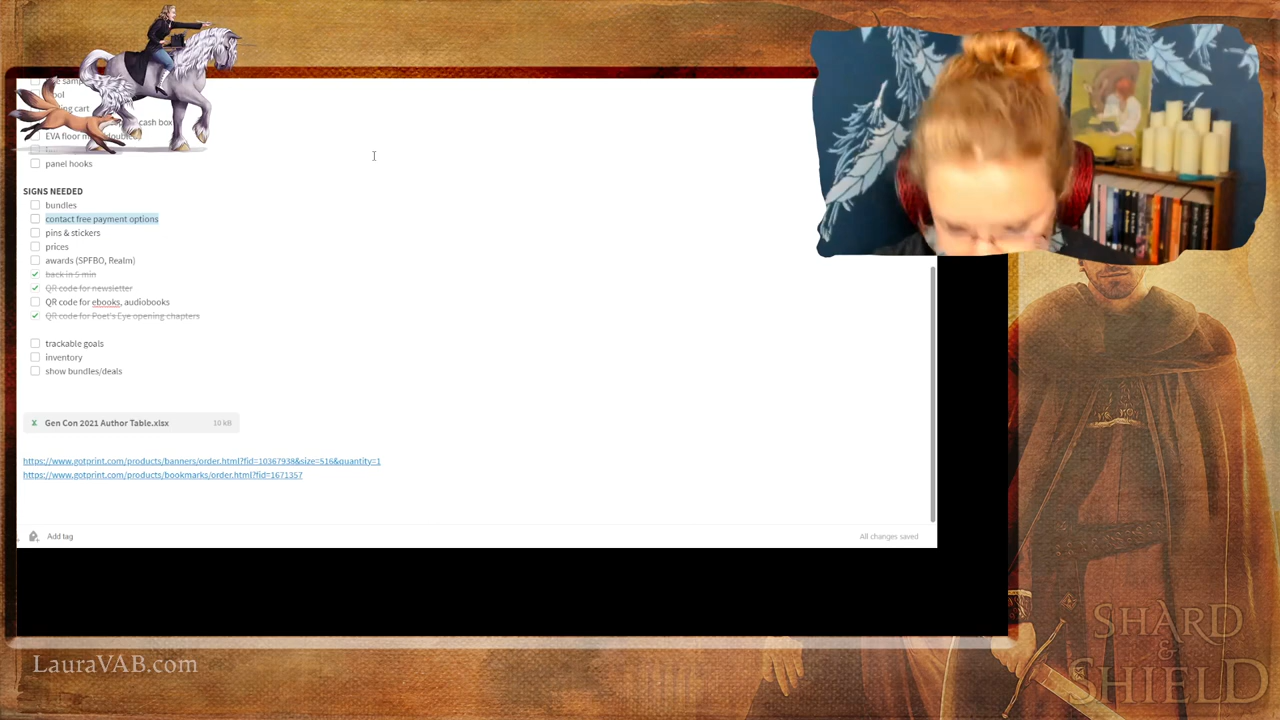 cash box
EVA floor
panel hooks
SIGNS NEEDED
bundles
contact free payment options
pins & stickers
prices
awards (SPFBO, Realm)
back in 5 min
QR code for newsletter
QR code for ebooks, audiobooks
QR code for Poet's Eye opening chapters
trackable goals
inventory
show bundles/deals
Gen Con 2021 Author Table.xlsx 10 kB
https://www.gotprint.com/products/banners/order.html?fid=10367938&size=516&quantity=1
https://www.gotprint.com/products/bookmarks/order.html?fid=1671357
Add tag All changes saved
LauraVAB.com
SHARD
&
SHIELD